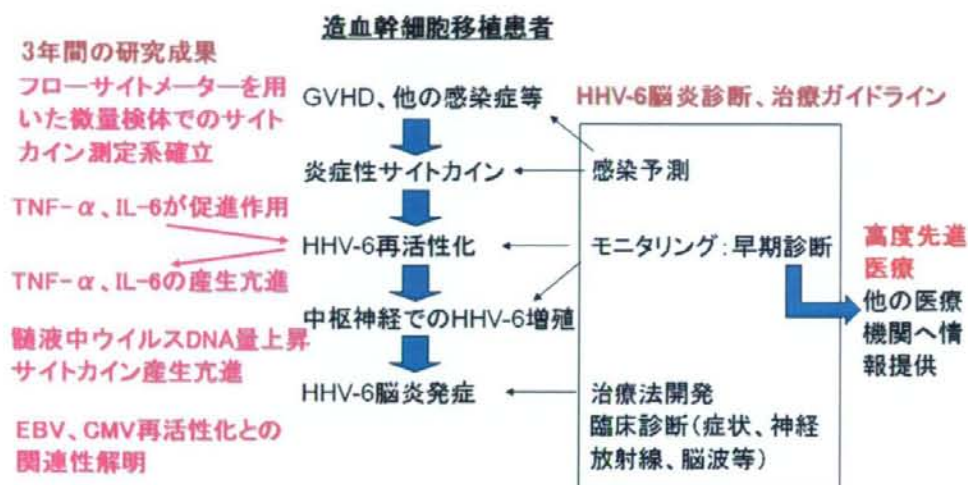 造血幹細胞移植患者
3年間の研究成果
フローサイトメーターを用
いた微量検体でのサイト
カイン測定系確立
TNF-α、IL-6が促進作用
TNF-α、IL-6の産生亢進
髄液中ウイルスDNA量上昇
サイトカイン産生亢進
EBV、CMV再活性化との
関連性解明
GVHD、他の感染症等
炎症性サイトカイン
HHV-6再活性化
中枢神経でのHHV-6増殖
HHV-6脳炎発症
HHV-6脳炎診断、治療ガイドライン
感染予測
モニタリング:早期診断
治療法開発
臨床診断(症状、神経
放射線、脳波等)
高度先進
医療
他の医療
機関へ情
報提供